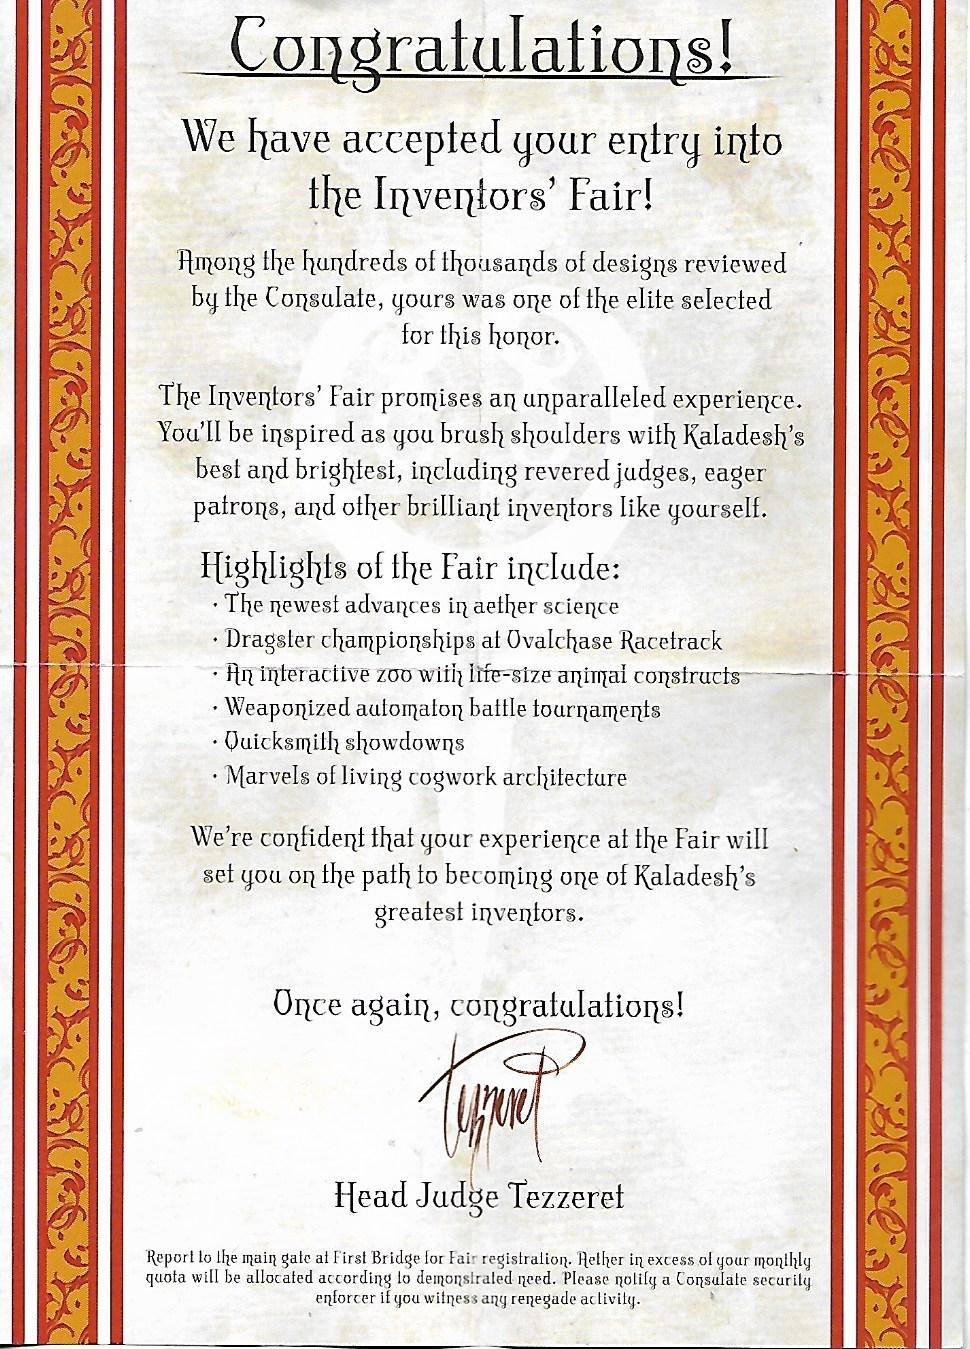 Congratulations!
We have accepted your entry into
the Inventors' Fair!
Among the hundreds of thousands of designs reviewed
by the Consulate, yours was one of the elite selected
for this honor.
The Inventors' Fair promises an unparalleled experience.
You'll be inspired as you brush shoulders with Kaladesh's
best and brightest, including revered judges, eager
patrons, and other brilliant inventors like yourself.
Highlights of the Fair include:
· The newest advances in aether science
· Dragster championships at Ovalchase Racetrack
· An interactive zoo with life-size animal constructs
· Weaponized automaton battle tournaments
· Quicksmith showdowns
· Marvels of living cogwork architecture
We're confident that your experience at the Fair will
set you on the path to becoming one of Kaladesh's
greatest inventors.
Once again, congratulations!
Tezzeret
Head Judge Tezzeret
Report to the main gate at First Bridge for Fair registration. Aether in excess of your monthly
quota will be allocated according to demonstrated need. Please notify a Consulate security
enforcer if you witness any renegade activity.